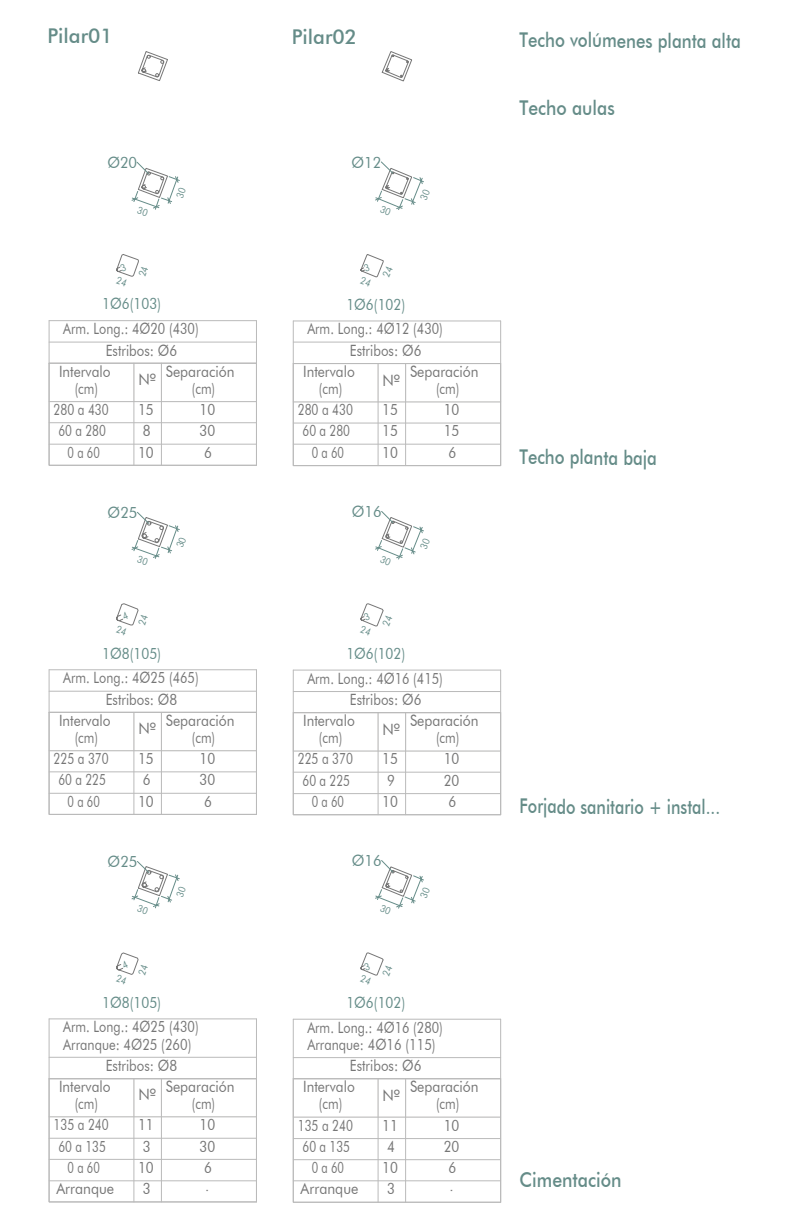 Pilar01
Pilar02
Techo volúmenes planta alta
Techo aulas
Ø20
30
30
Ø12
30
30
24
24
24
24
1Ø6(103)
1Ø6(102)
Arm. Long.: 4Ø20 (430)
Estribos: Ø6
Intervalo (cm) Nº Separación (cm)
280 a 430 15 10
60 a 280 8 30
0 a 60 10 6
Arm. Long.: 4Ø12 (430)
Estribos: Ø6
Intervalo (cm) Nº Separación (cm)
280 a 430 15 10
60 a 280 15 15
0 a 60 10 6
Techo planta baja
Ø25
30
30
Ø16
30
30
24
24
24
24
1Ø8(105)
1Ø6(102)
Arm. Long.: 4Ø25 (465)
Estribos: Ø8
Intervalo (cm) Nº Separación (cm)
225 a 370 15 10
60 a 225 6 30
0 a 60 10 6
Arm. Long.: 4Ø16 (415)
Estribos: Ø6
Intervalo (cm) Nº Separación (cm)
225 a 370 15 10
60 a 225 9 20
0 a 60 10 6
Forjado sanitario + instal...
Ø25
30
30
Ø16
30
30
24
24
24
24
1Ø8(105)
1Ø6(102)
Arm. Long.: 4Ø25 (430)
Arranque: 4Ø25 (260)
Estribos: Ø8
Intervalo (cm) Nº Separación (cm)
135 a 240 11 10
60 a 135 3 30
0 a 60 10 6
Arranque 3 -
Arm. Long.: 4Ø16 (280)
Arranque: 4Ø16 (115)
Estribos: Ø6
Intervalo (cm) Nº Separación (cm)
135 a 240 11 10
60 a 135 4 20
0 a 60 10 6
Arranque 3 -
Cimentación